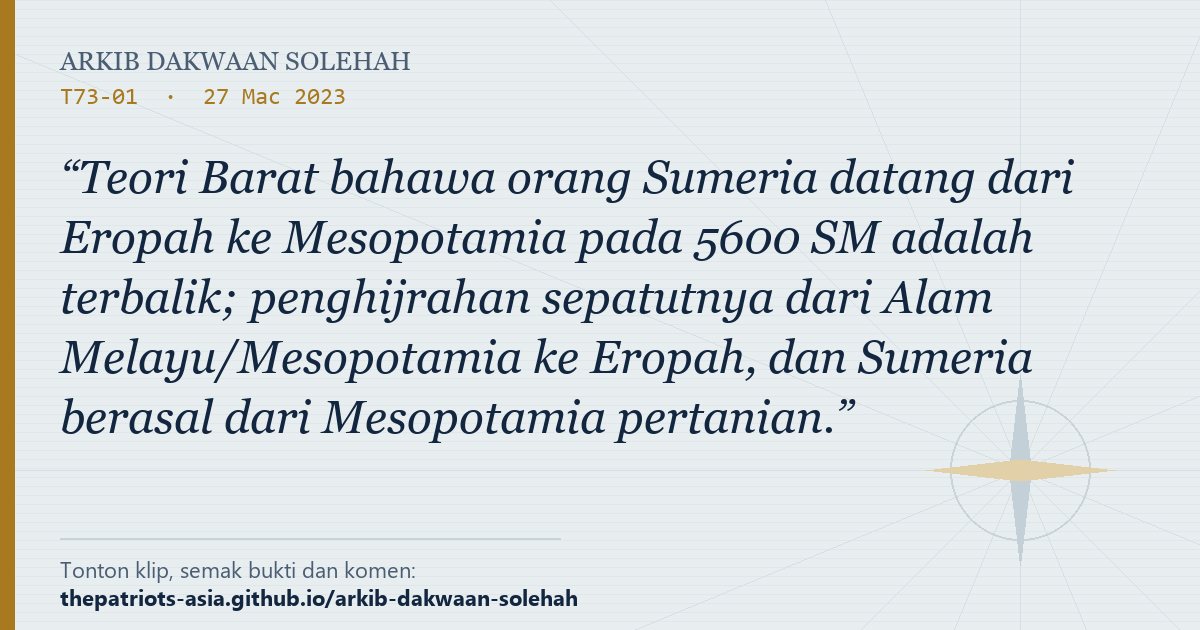 ARKIB DAKWAAN SOLEHAH
T73-01 · 27 Mac 2023
“Teori Barat bahawa orang Sumeria datang dari
Eropah ke Mesopotamia pada 5600 SM adalah
terbalik; penghijrahan sepatutnya dari Alam
Melayu/Mesopotamia ke Eropah, dan Sumeria
berasal dari Mesopotamia pertanian.”
Tonton klip, semak bukti dan komen:
thepatriots-asia.github.io/arkib-dakwaan-solehah